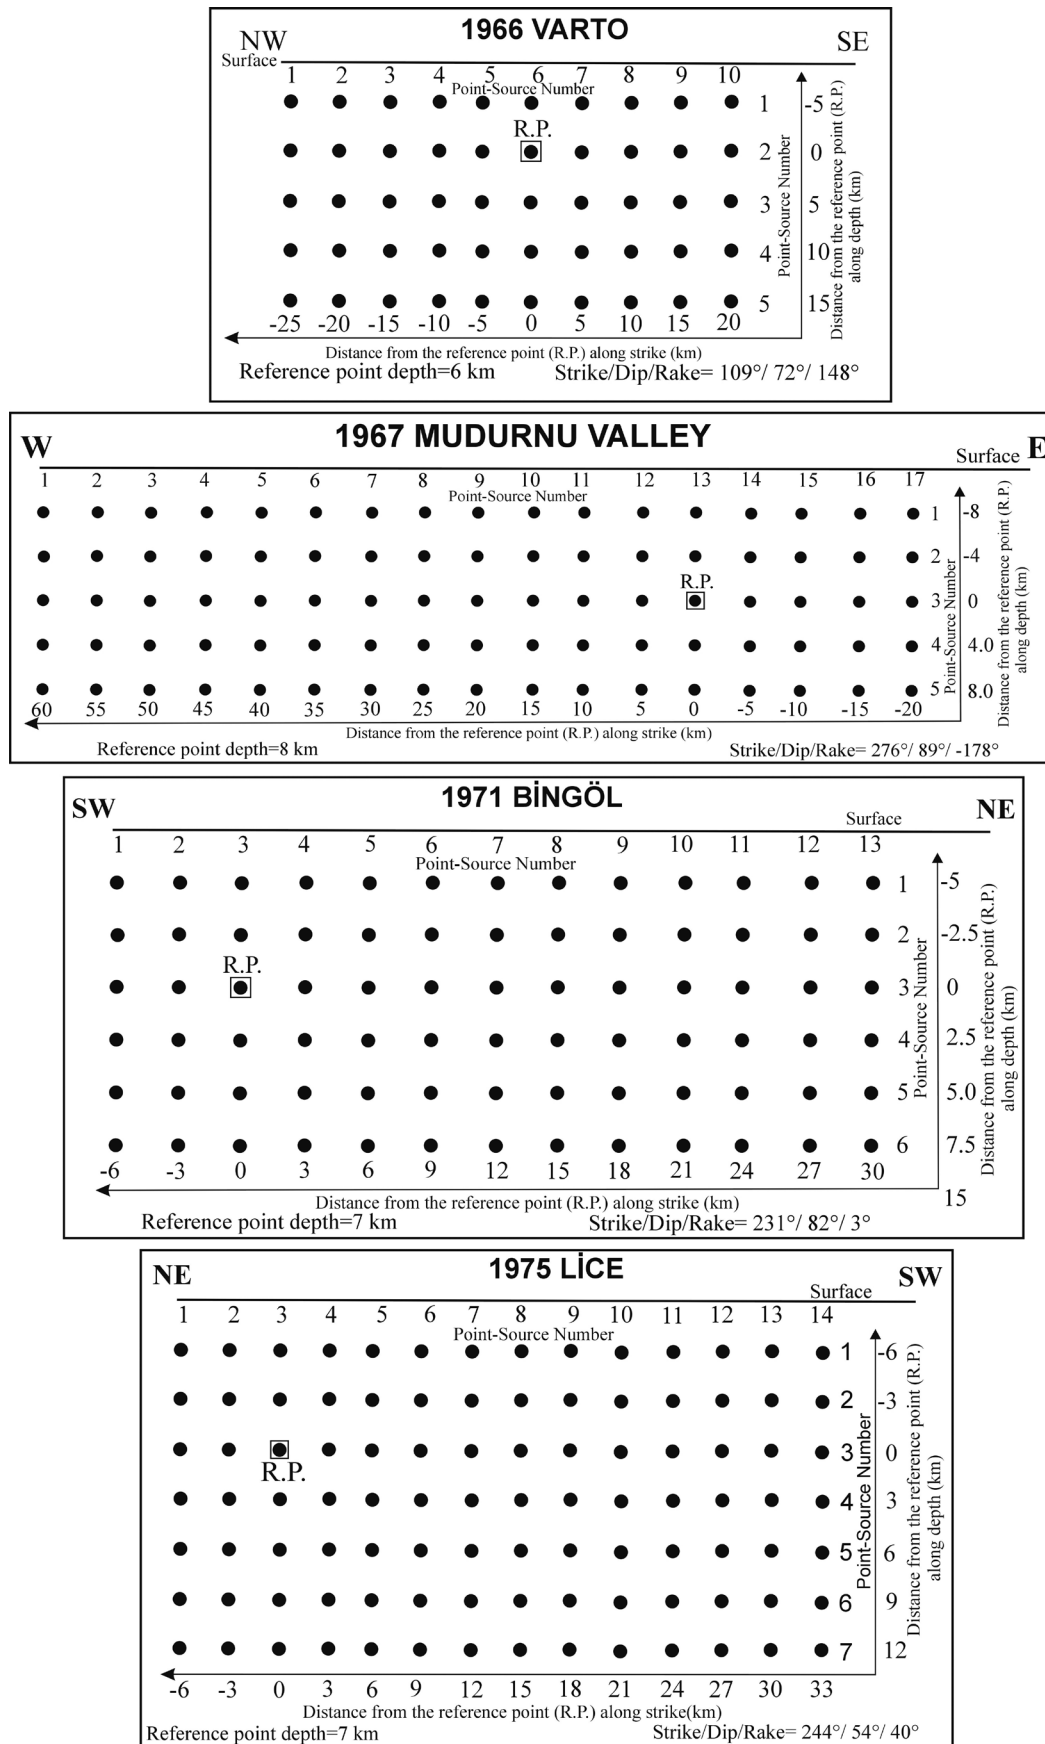 1966 VARTO
NW SE
Surface
1 2 3 4 5 6 7 8 9 10
Point-Source Number
R.P.
1 -5
2 0
3 5
4 10
5 15
Point-Source Number
Distance from the reference point (R.P.)
along depth (km)
-25 -20 -15 -10 -5 0 5 10 15 20
Distance from the reference point (R.P.) along strike (km)
Reference point depth=6 km Strike/Dip/Rake= 109°/ 72°/ 148°
1967 MUDURNU VALLEY
W E
Surface
1 2 3 4 5 6 7 8 9 10 11 12 13 14 15 16 17
Point-Source Number
R.P.
1 -8
2 -4
3 0
4 4.0
5 8.0
Point-Source Number
Distance from the reference point (R.P.)
along depth (km)
60 55 50 45 40 35 30 25 20 15 10 5 0 -5 -10 -15 -20
Distance from the reference point (R.P.) along strike (km)
Reference point depth=8 km Strike/Dip/Rake= 276°/ 89°/ -178°
1971 BİNGÖL
SW NE
Surface
1 2 3 4 5 6 7 8 9 10 11 12 13
Point-Source Number
R.P.
1 -5
2 -2.5
3 0
4 2.5
5 5.0
6 7.5
Point-Source Number
Distance from the reference point (R.P.)
along depth (km)
-6 -3 0 3 6 9 12 15 18 21 24 27 30
15
Distance from the reference point (R.P.) along strike (km)
Reference point depth=7 km Strike/Dip/Rake= 231°/ 82°/ 3°
1975 LİCE
NE SW
Surface
1 2 3 4 5 6 7 8 9 10 11 12 13 14
Point-Source Number
R.P.
1 -6
2 -3
3 0
4 3
5 6
6 9
7 12
Point-Source Number
Distance from the reference point (R.P.)
along depth (km)
-6 -3 0 3 6 9 12 15 18 21 24 27 30 33
Distance from the reference point (R.P.) along strike(km)
Reference point depth=7 km Strike/Dip/Rake= 244°/ 54°/ 40°